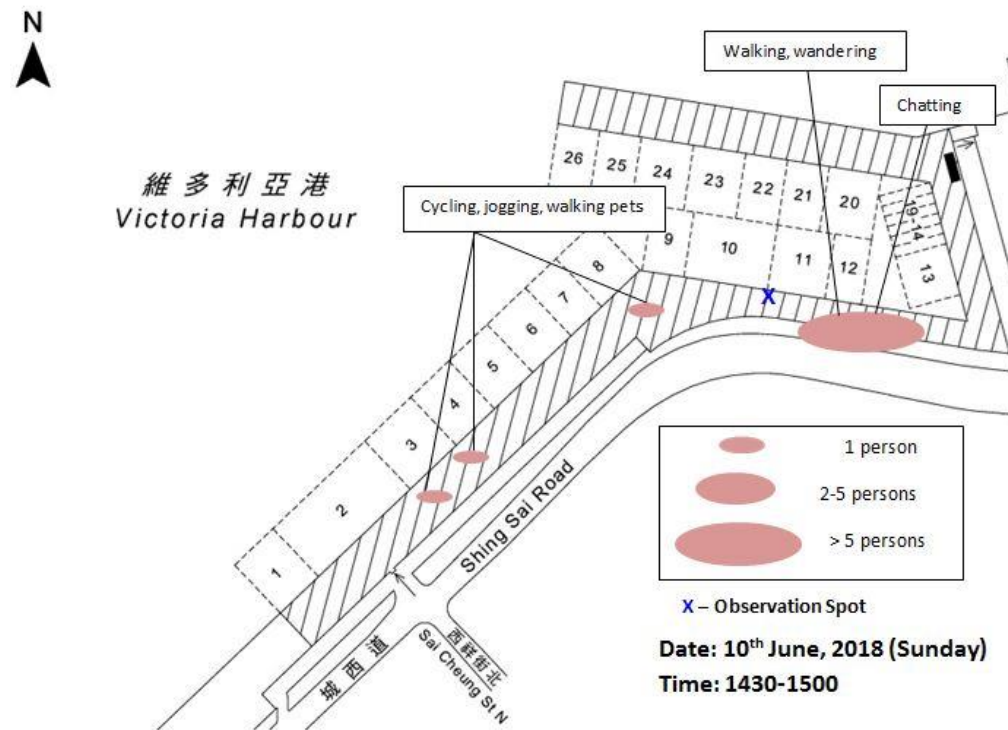 N
Walking, wandering
Chatting
維多利亞港
Victoria Harbour
Cycling, jogging, walking pets
26
25
24
23
22
21
20
19
14
13
9
10
11
12
8
7
6
5
4
3
2
1
X
Shing Sai Road
城西道
西祥街北
Sai Cheung St N
1 person
2-5 persons
> 5 persons
X – Observation Spot
Date: 10th June, 2018 (Sunday)
Time: 1430-1500